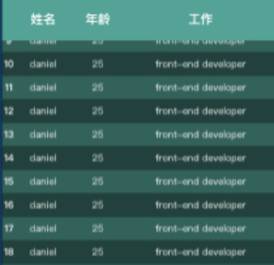 姓名 年龄 工作
9 daniel 25 front-end developer
10 daniel 25 front-end developer
11 daniel 25 front-end developer
12 daniel 25 front-end developer
13 daniel 25 front-end developer
14 daniel 25 front-end developer
15 daniel 25 front-end developer
16 daniel 25 front-end developer
17 daniel 25 front-end developer
18 daniel 25 front-end developer